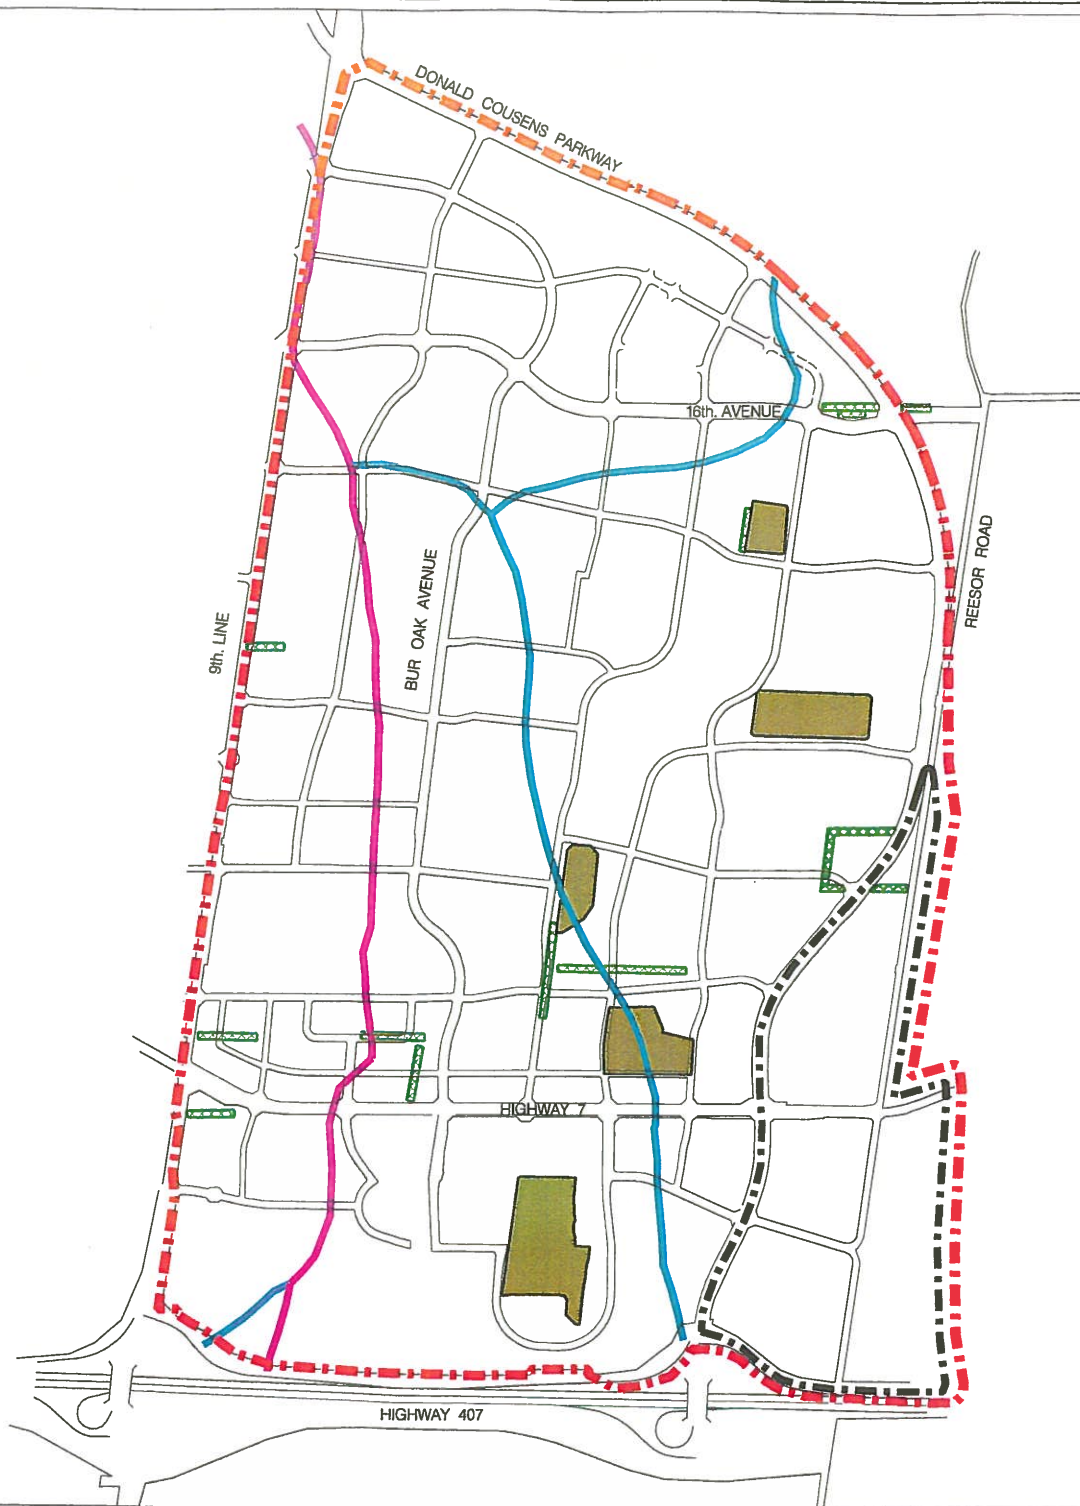 DONALD COUSENS PARKWAY
16th. AVENUE
REESOR ROAD
BUR OAK AVENUE
9th. LINE
HIGHWAY 7
HIGHWAY 407